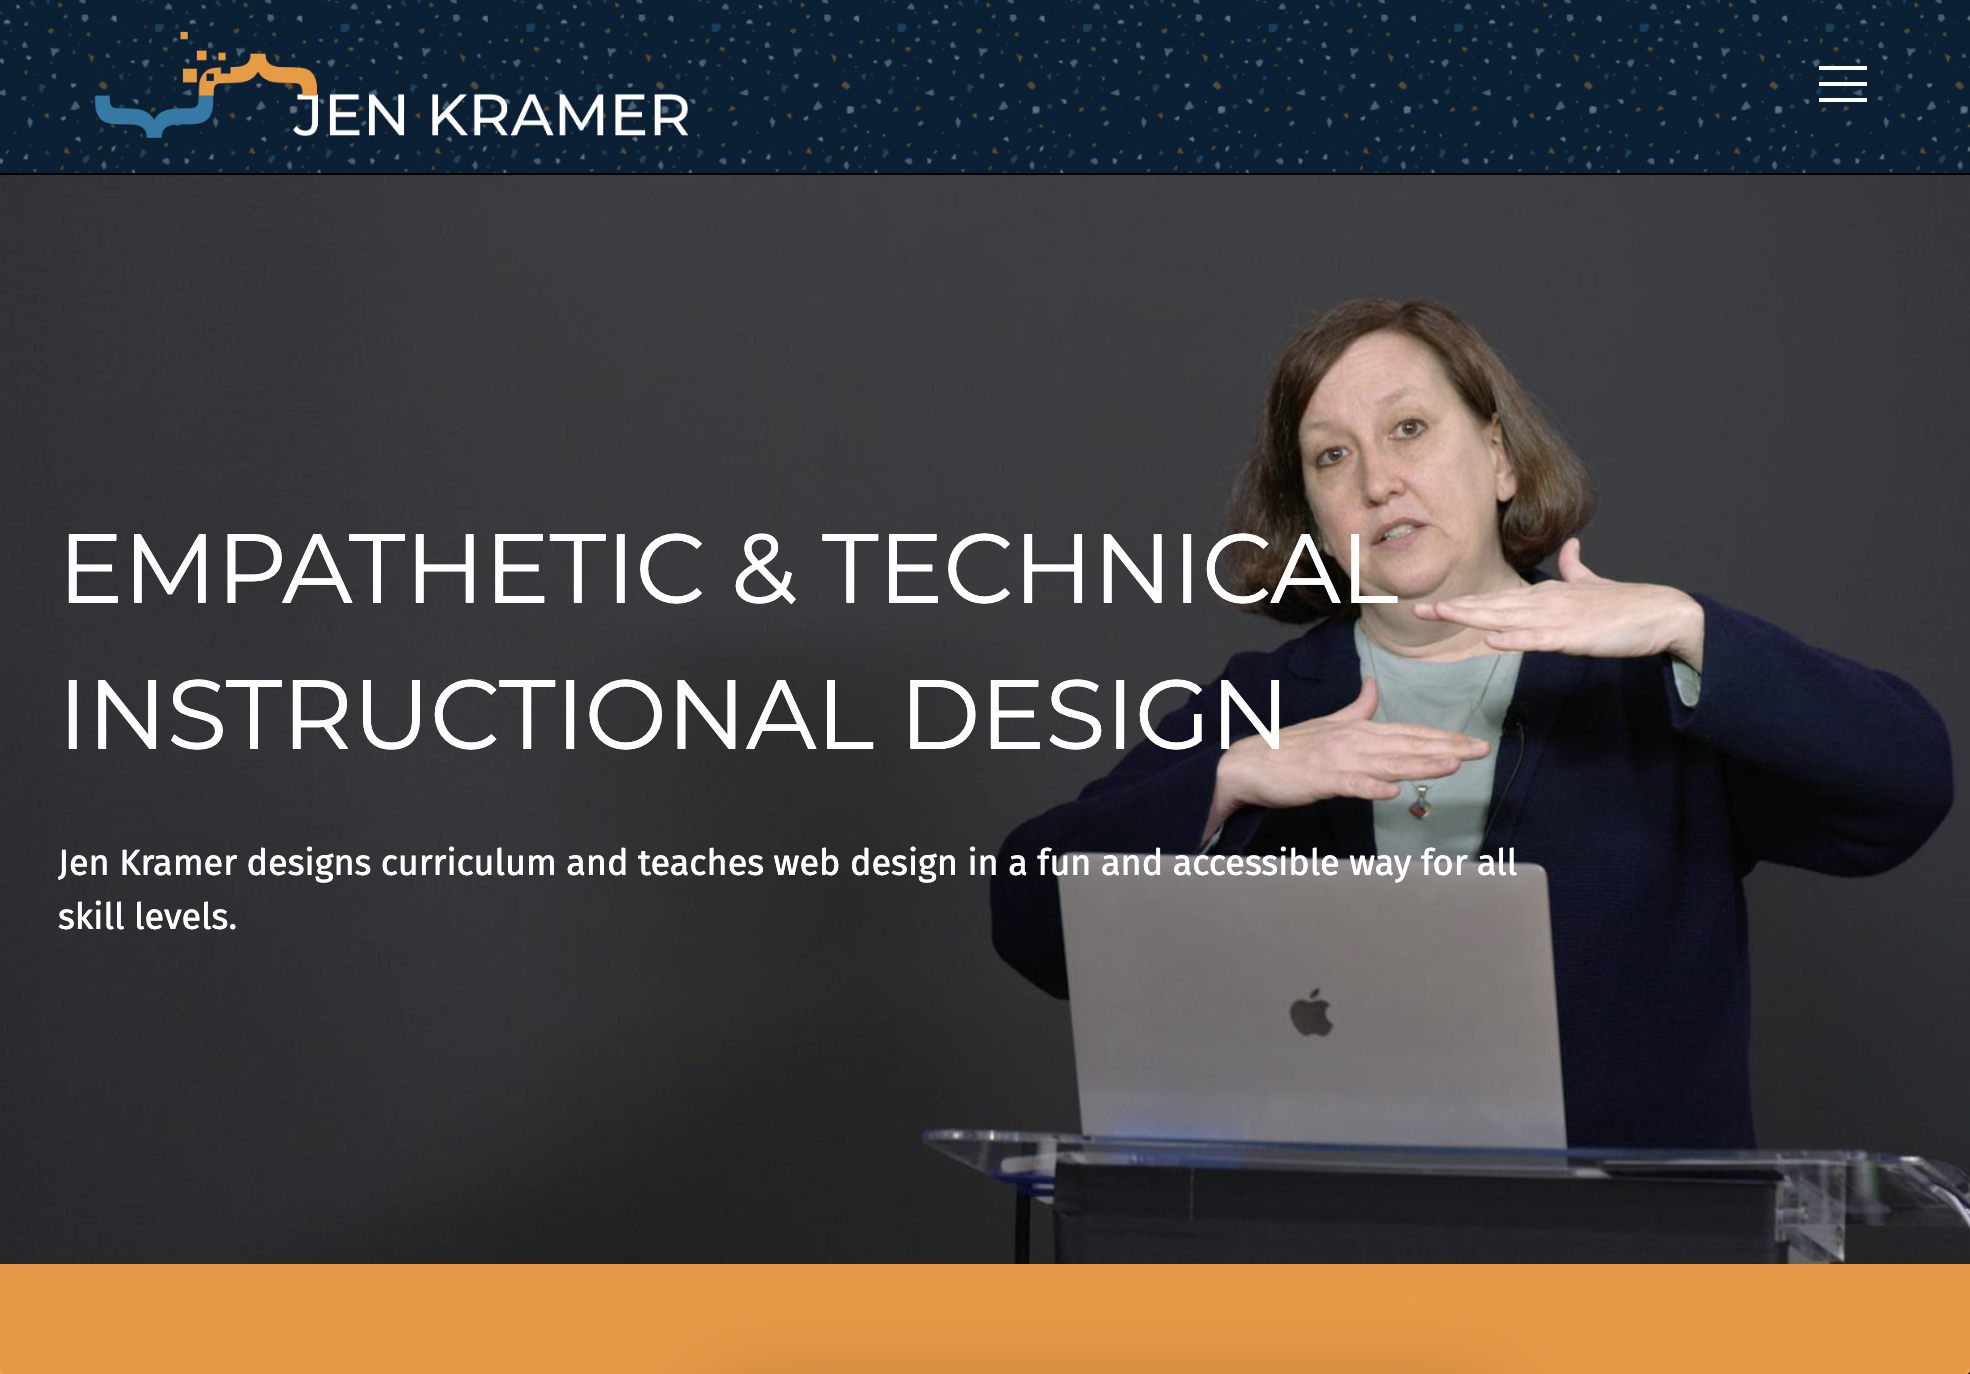 JEN KRAMER
EMPATHETIC & TECHNICAL
INSTRUCTIONAL DESIGN
Jen Kramer designs curriculum and teaches web design in a fun and accessible way for all
skill levels.